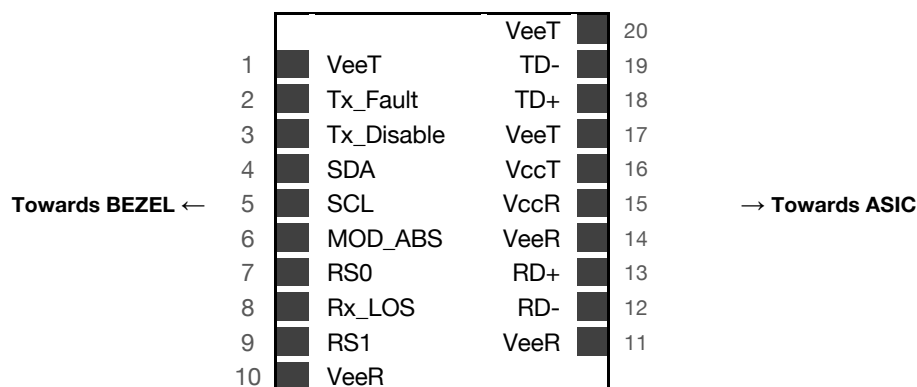 VeeT 20
1 VeeT TD- 19
2 Tx_Fault TD+ 18
3 Tx_Disable VeeT 17
4 SDA VccT 16
Towards BEZEL ← 5 SCL VccR 15 → Towards ASIC
6 MOD_ABS VeeR 14
7 RS0 RD+ 13
8 Rx_LOS RD- 12
9 RS1 VeeR 11
10 VeeR